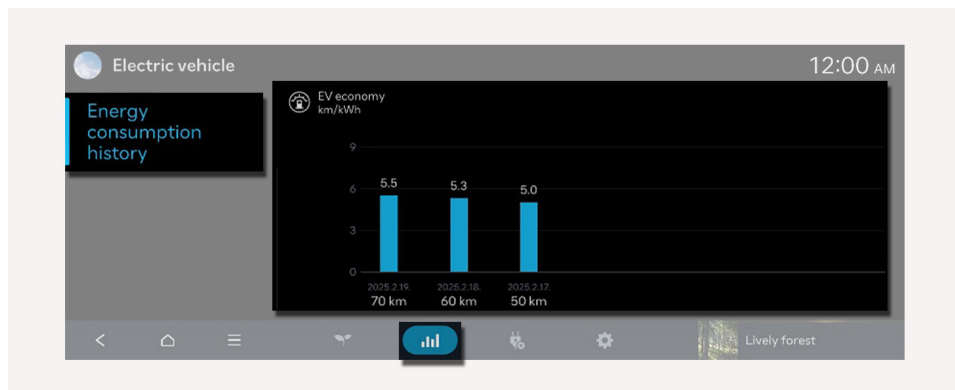 Electric vehicle
12:00 AM
Energy
consumption
history
EV economy
km/kWh
9
6
3
0
5.5
5.3
5.0
2025.2.19.
2025.2.18.
2025.2.17.
70 km
60 km
50 km
Lively forest